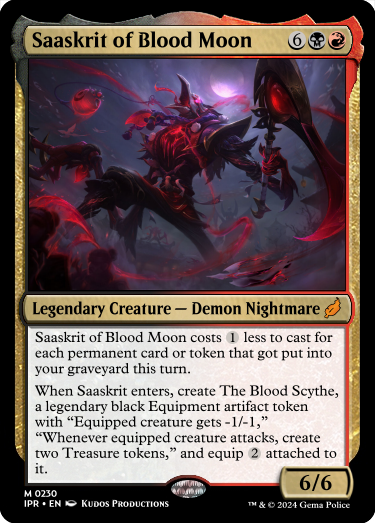 Saaskrit of Blood Moon 6
Legendary Creature — Demon Nightmare
Saaskrit of Blood Moon costs 1 less to cast for
each permanent card or token that got put into
your graveyard this turn.
When Saaskrit enters, create The Blood Scythe,
a legendary black Equipment artifact token
with “Equipped creature gets -1/-1,”
“Whenever equipped creature attacks, create
two Treasure tokens,” and equip 2 attached to
it.
6/6
M 0230
IPR • EN Kudos Productions
™ & © 2024 Gema Police